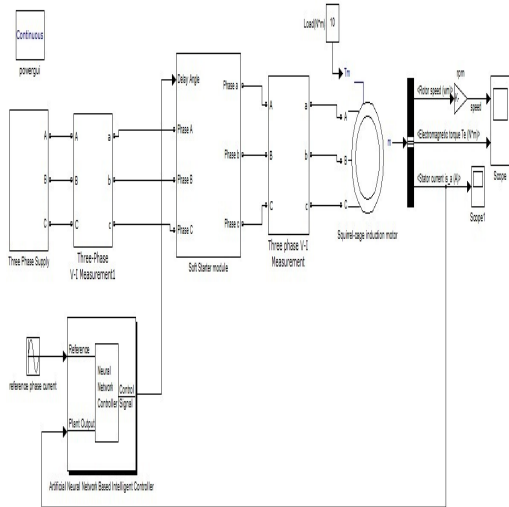 Continuous
powergui
Load(N*m)
10
Tm
Delay Angle
Phase A
Phase B
Phase C
Phase a
Phase b
Phase c
A
B
C
A
B
C
a
b
c
A
B
C
a
b
c
A
B
C
m
<Rotor speed (wm)>
rpm
speed
<Electromagnetic torque Te (N*m)>
<Stator current is_a (A)>
Scope
Scope1
Three Phase Supply
Three-Phase
V-I Measurement1
Soft Starter module
Three phase V-I
Measurement
Squirrel-cage induction motor
reference phase current
Reference
Neural
Network
Controller
Control
Signal
Plant Output
Artificial Neural Network Based Intelligent Controller